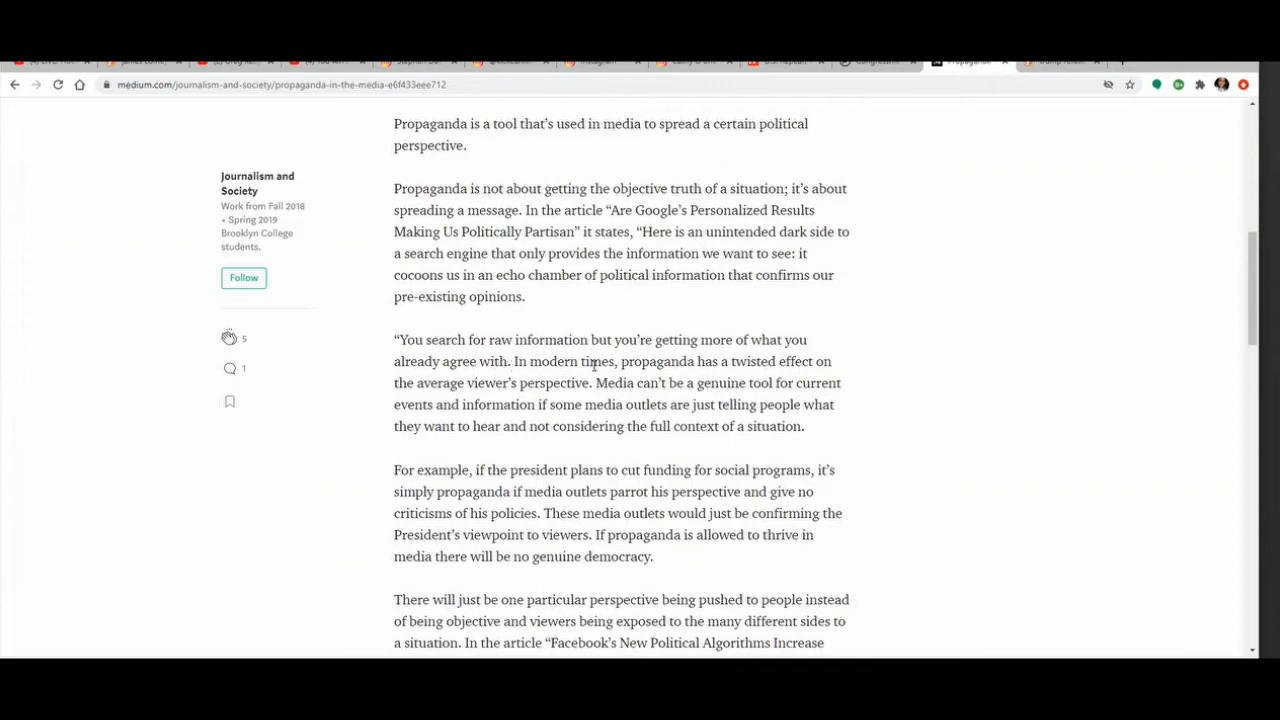 medium.com/journalism-and-society/propaganda-in-the-media-e6f433eee712
Propaganda is a tool that's used in media to spread a certain political
perspective.
Journalism and
Society
Work from Fall 2018
+ Spring 2019
Brooklyn College
students.
Follow
5
1
Propaganda is not about getting the objective truth of a situation; it's about
spreading a message. In the article “Are Google's Personalized Results
Making Us Politically Partisan” it states, “Here is an unintended dark side to
a search engine that only provides the information we want to see: it
cocoons us in an echo chamber of political information that confirms our
pre-existing opinions.
“You search for raw information but you're getting more of what you
already agree with. In modern times, propaganda has a twisted effect on
the average viewer's perspective. Media can't be a genuine tool for current
events and information if some media outlets are just telling people what
they want to hear and not considering the full context of a situation.
For example, if the president plans to cut funding for social programs, it's
simply propaganda if media outlets parrot his perspective and give no
criticisms of his policies. These media outlets would just be confirming the
President's viewpoint to viewers. If propaganda is allowed to thrive in
media there will be no genuine democracy.
There will just be one particular perspective being pushed to people instead
of being objective and viewers being exposed to the many different sides to
a situation. In the article “Facebook's New Political Algorithms Increase